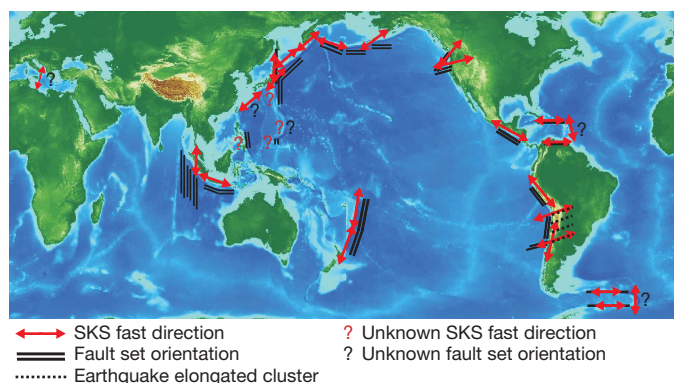 ?
?
?
?
?
?
?
?
?
?
SKS fast direction
? Unknown SKS fast direction
Fault set orientation
? Unknown fault set orientation
Earthquake elongated cluster